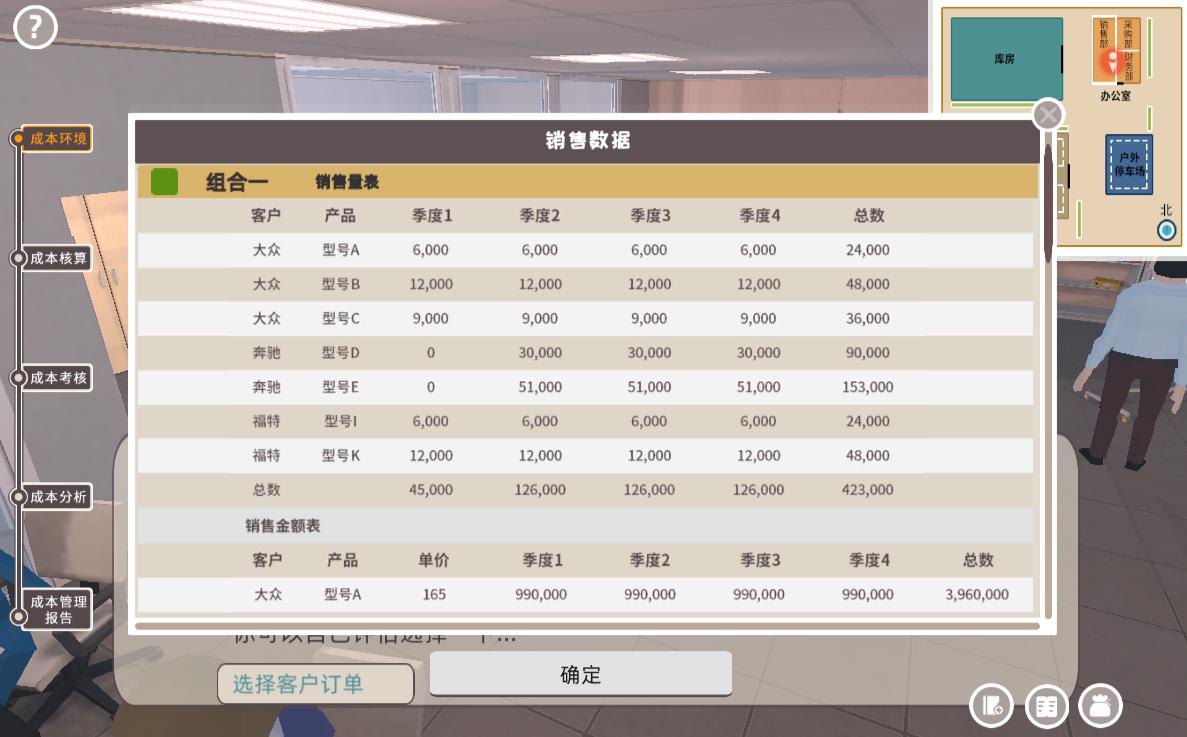 ?
库房
销售部
采购部
财务部
办公室
户外
停车场
北
成本环境
成本核算
成本考核
成本分析
成本管理
报告
销售数据
组合一 销售量表
客户 产品 季度1 季度2 季度3 季度4 总数
大众 型号A 6,000 6,000 6,000 6,000 24,000
大众 型号B 12,000 12,000 12,000 12,000 48,000
大众 型号C 9,000 9,000 9,000 9,000 36,000
奔驰 型号D 0 30,000 30,000 30,000 90,000
奔驰 型号E 0 51,000 51,000 51,000 153,000
福特 型号I 6,000 6,000 6,000 6,000 24,000
福特 型号K 12,000 12,000 12,000 12,000 48,000
总数 45,000 126,000 126,000 126,000 423,000
销售金额表
客户 产品 单价 季度1 季度2 季度3 季度4 总数
大众 型号A 165 990,000 990,000 990,000 990,000 3,960,000
选择客户订单
确定